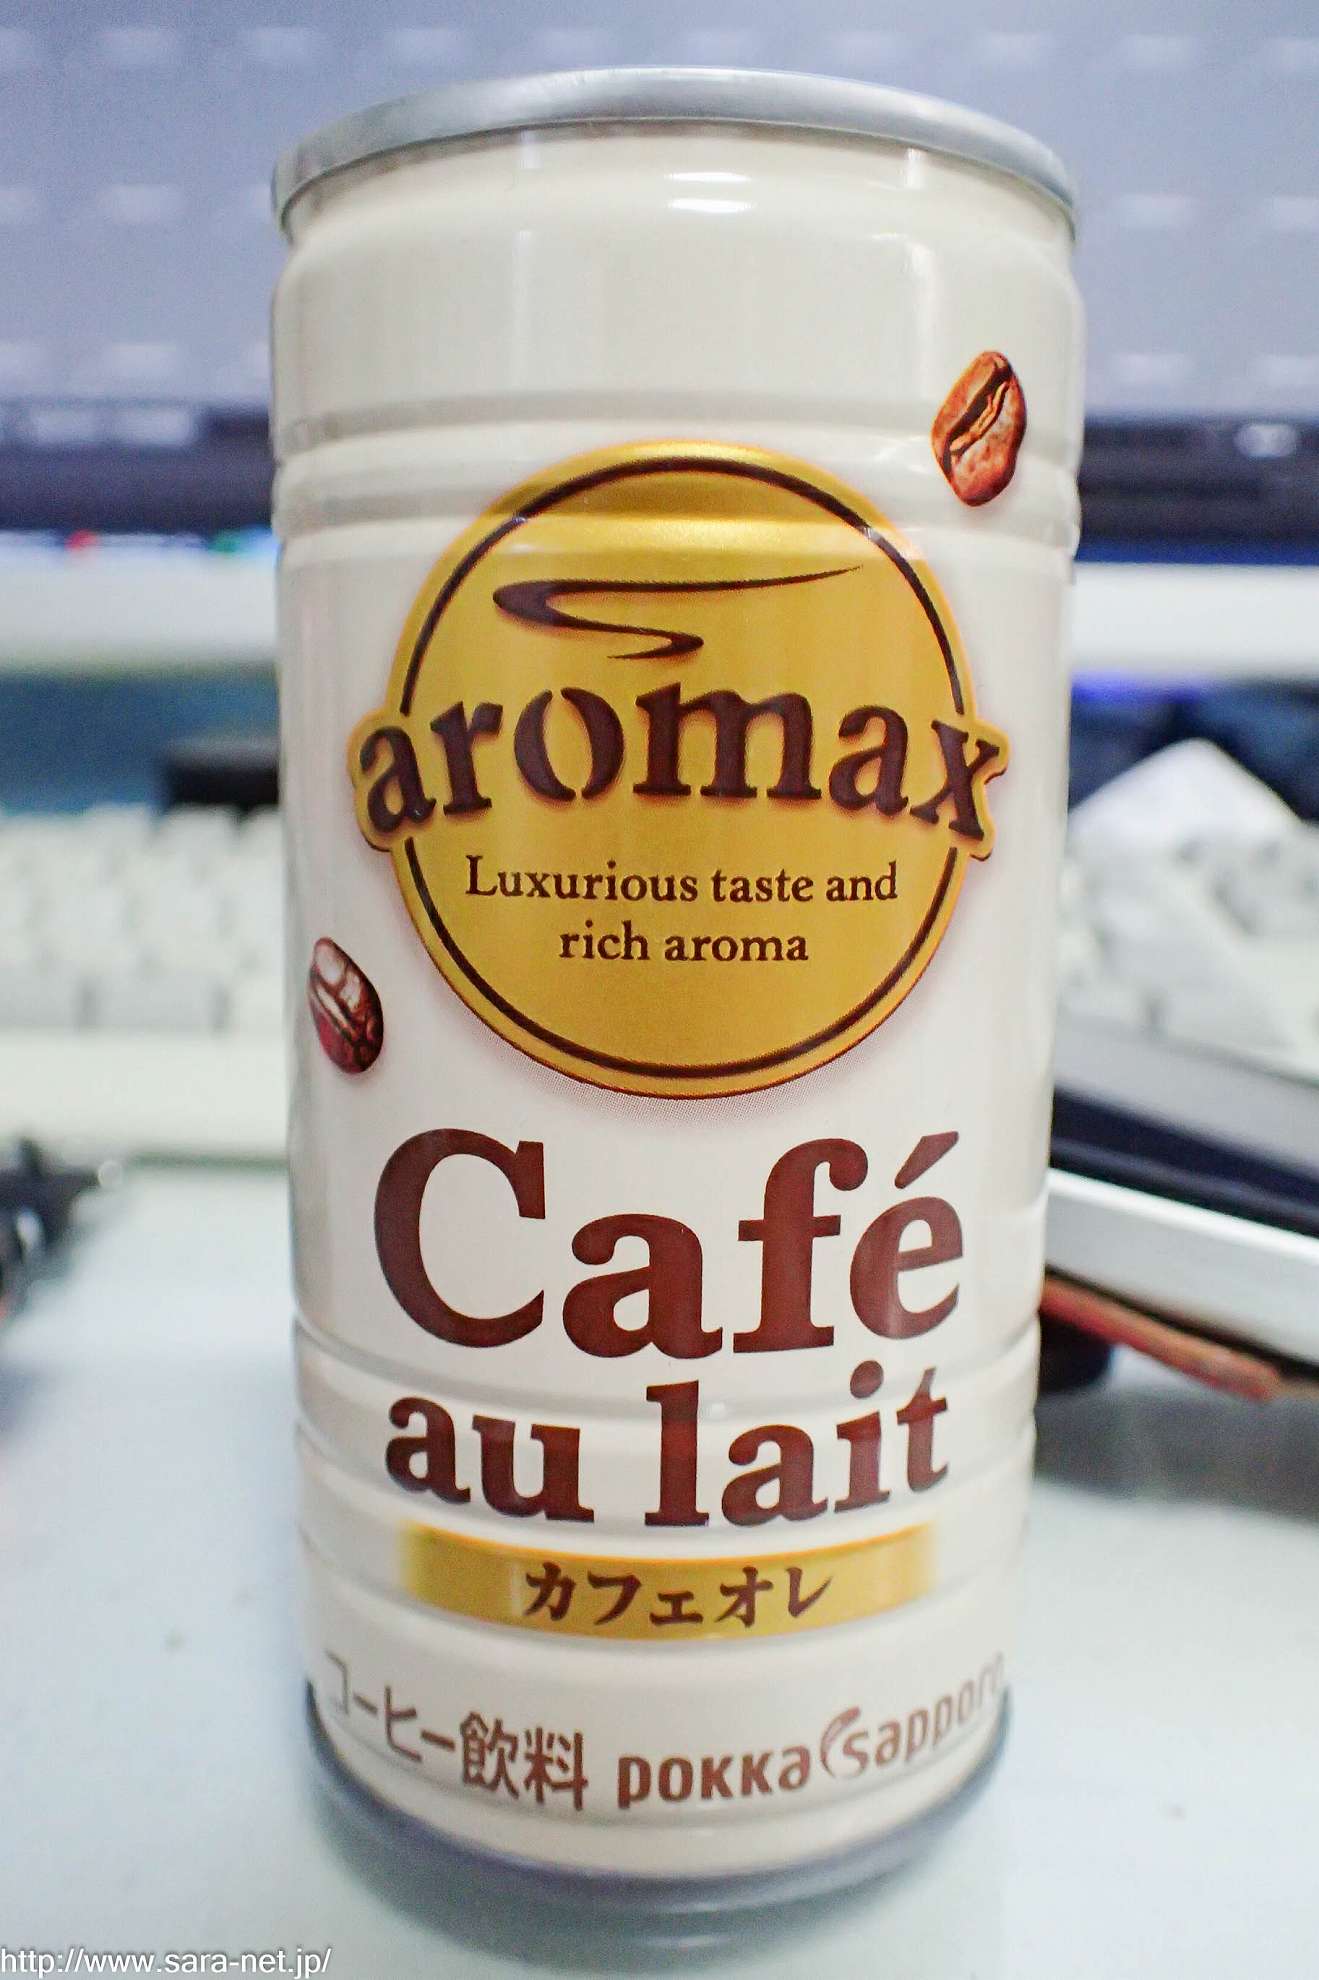 aromax
Luxurious taste and
rich aroma
Café
au lait
カフェオレ
コーヒー飲料 POKKA sapporo
http://www.sara-net.jp/